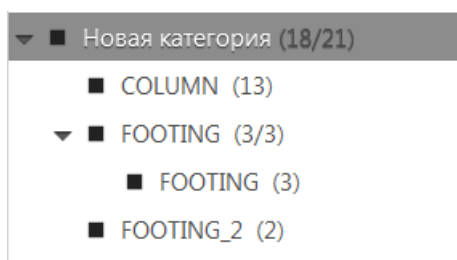 Новая категория (18/21)
COLUMN (13)
FOOTING (3/3)
FOOTING (3)
FOOTING_2 (2)